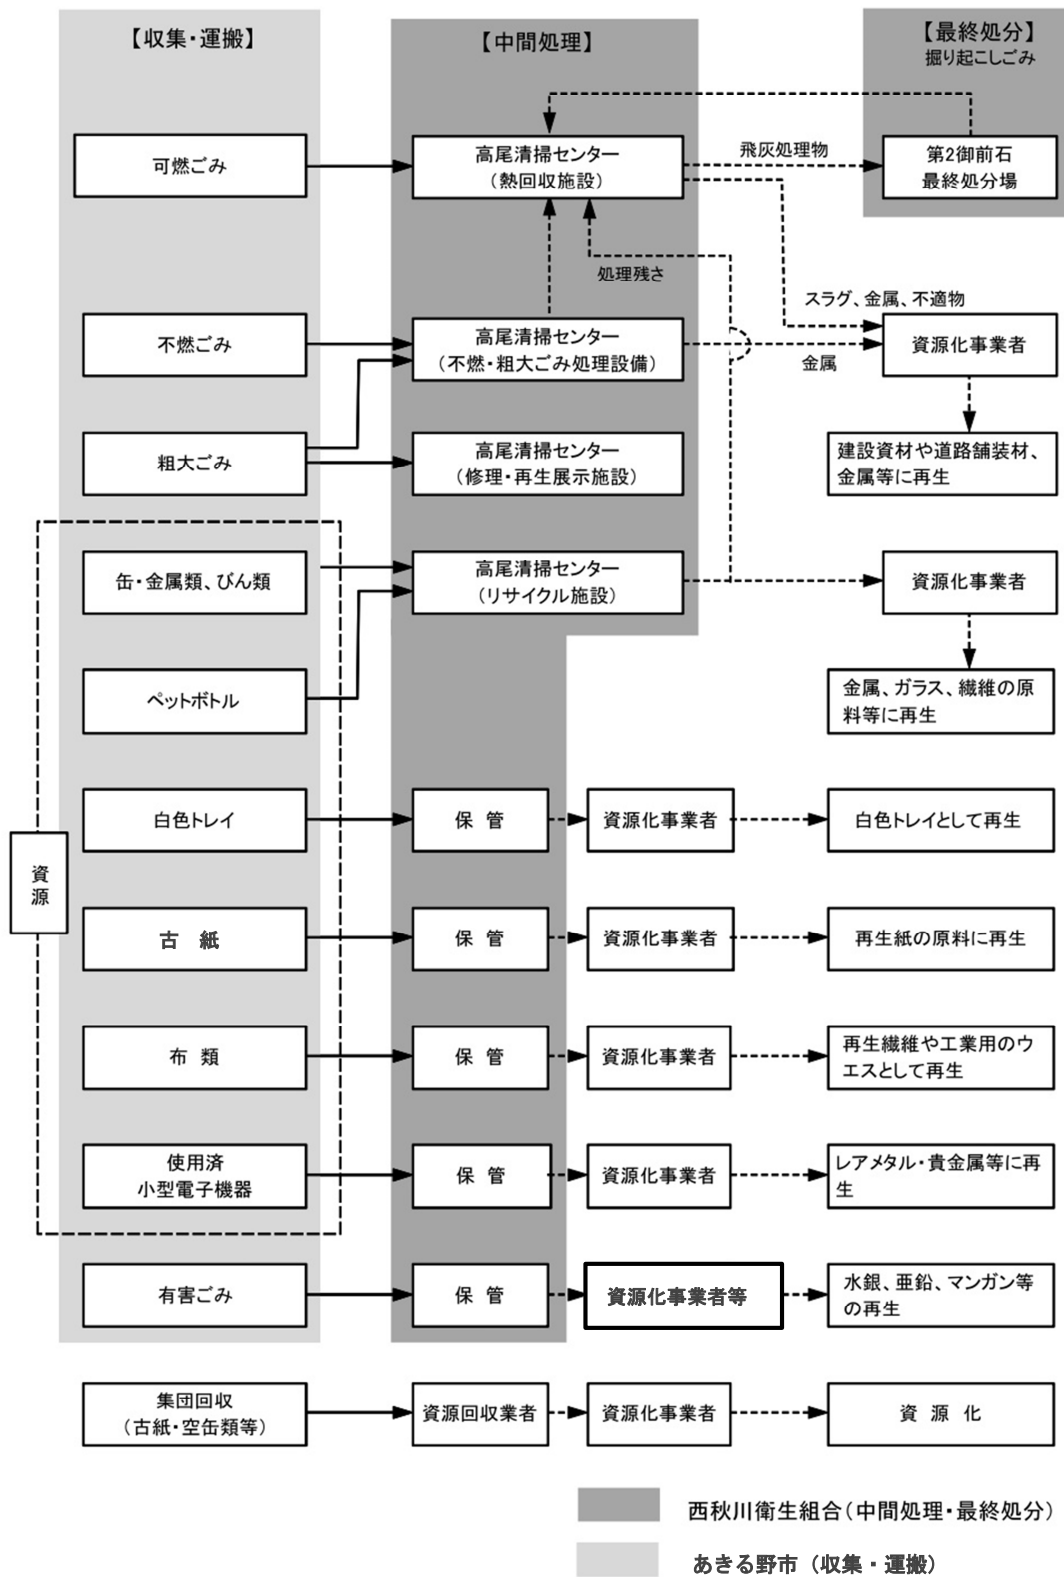 【収集・運搬】
【中間処理】
【最終処分】
掘り起こしごみ
可燃ごみ
高尾清掃センター
（熱回収施設）
飛灰処理物
第2御前石
最終処分場
処理残さ
スラグ、金属、不適物
不燃ごみ
高尾清掃センター
（不燃・粗大ごみ処理設備）
金属
資源化事業者
粗大ごみ
高尾清掃センター
（修理・再生展示施設）
建設資材や道路舗装材、
金属等に再生
缶・金属類、びん類
高尾清掃センター
（リサイクル施設）
資源化事業者
ペットボトル
金属、ガラス、繊維の原
料等に再生
資源
白色トレイ
保 管
資源化事業者
白色トレイとして再生
古 紙
保 管
資源化事業者
再生紙の原料に再生
布 類
保 管
資源化事業者
再生繊維や工業用のウ
エスとして再生
使用済
小型電子機器
保 管
資源化事業者
レアメタル・貴金属等に再
生
有害ごみ
保 管
資源化事業者等
水銀、亜鉛、マンガン等
の再生
集団回収
（古紙・空缶類等）
資源回収業者
資源化事業者
資 源 化
西秋川衛生組合（中間処理・最終処分）
あきる野市（収集・運搬）